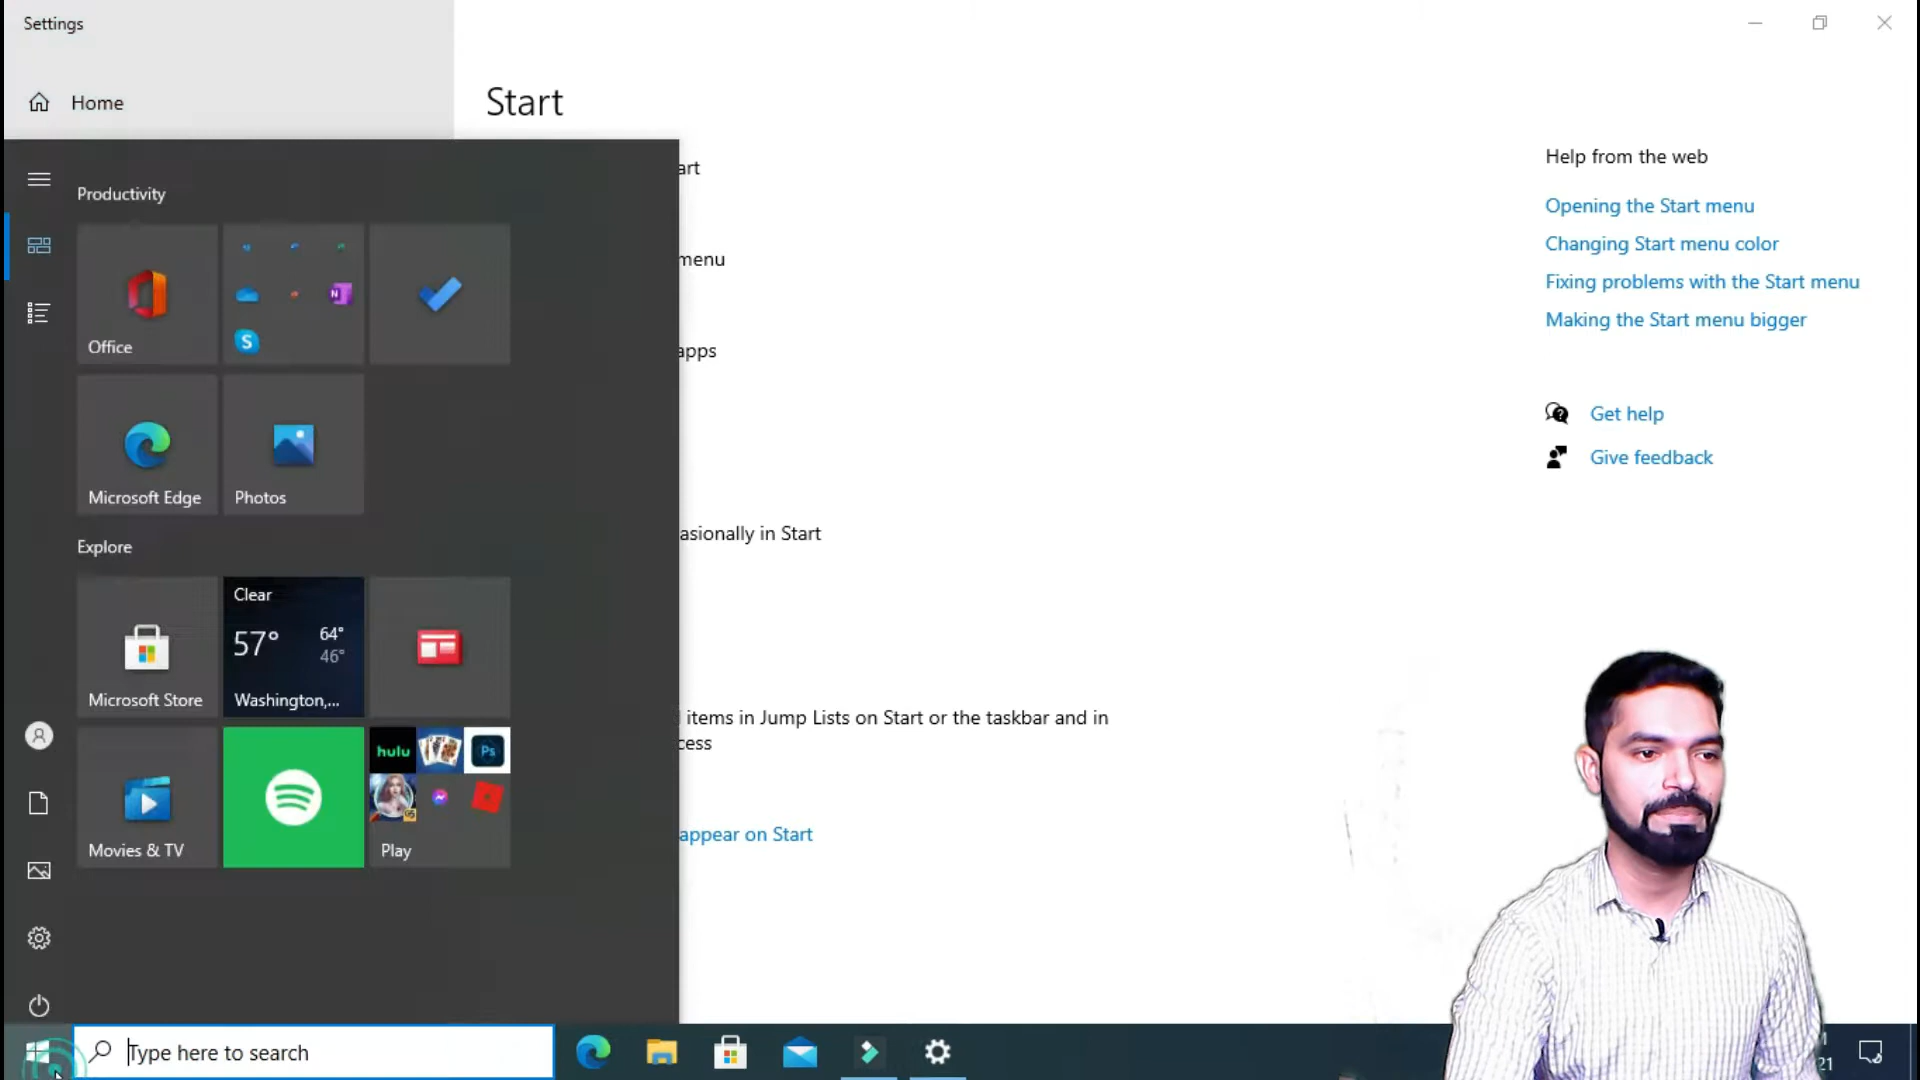 Settings
Home
Start
Productivity
Office
N
S
Microsoft Edge
Photos
Explore
Microsoft Store
Clear
57°
64°
46°
Washington,...
Movies & TV
hulu
Ps
Play
Type here to search
art
menu
apps
asionally in Start
items in Jump Lists on Start or the taskbar and in
cess
appear on Start
Help from the web
Opening the Start menu
Changing Start menu color
Fixing problems with the Start menu
Making the Start menu bigger
Get help
Give feedback
21